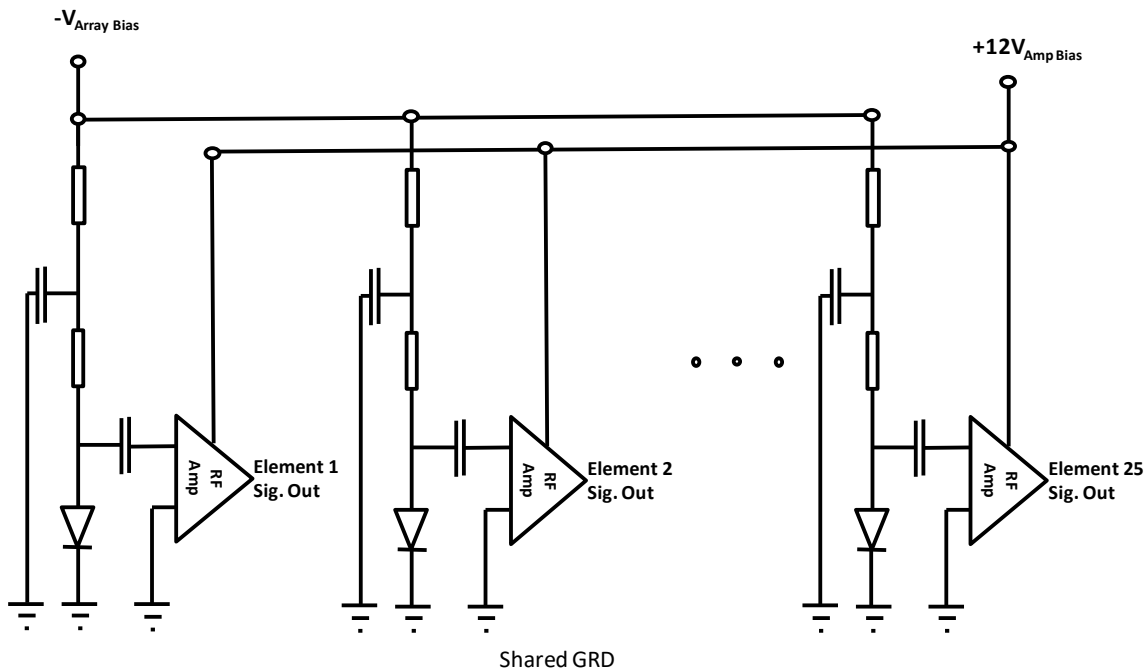 -VArray Bias
+12VAmp Bias
RF
Amp
Element 1
Sig. Out
RF
Amp
Element 2
Sig. Out
RF
Amp
Element 25
Sig. Out
Shared GRD